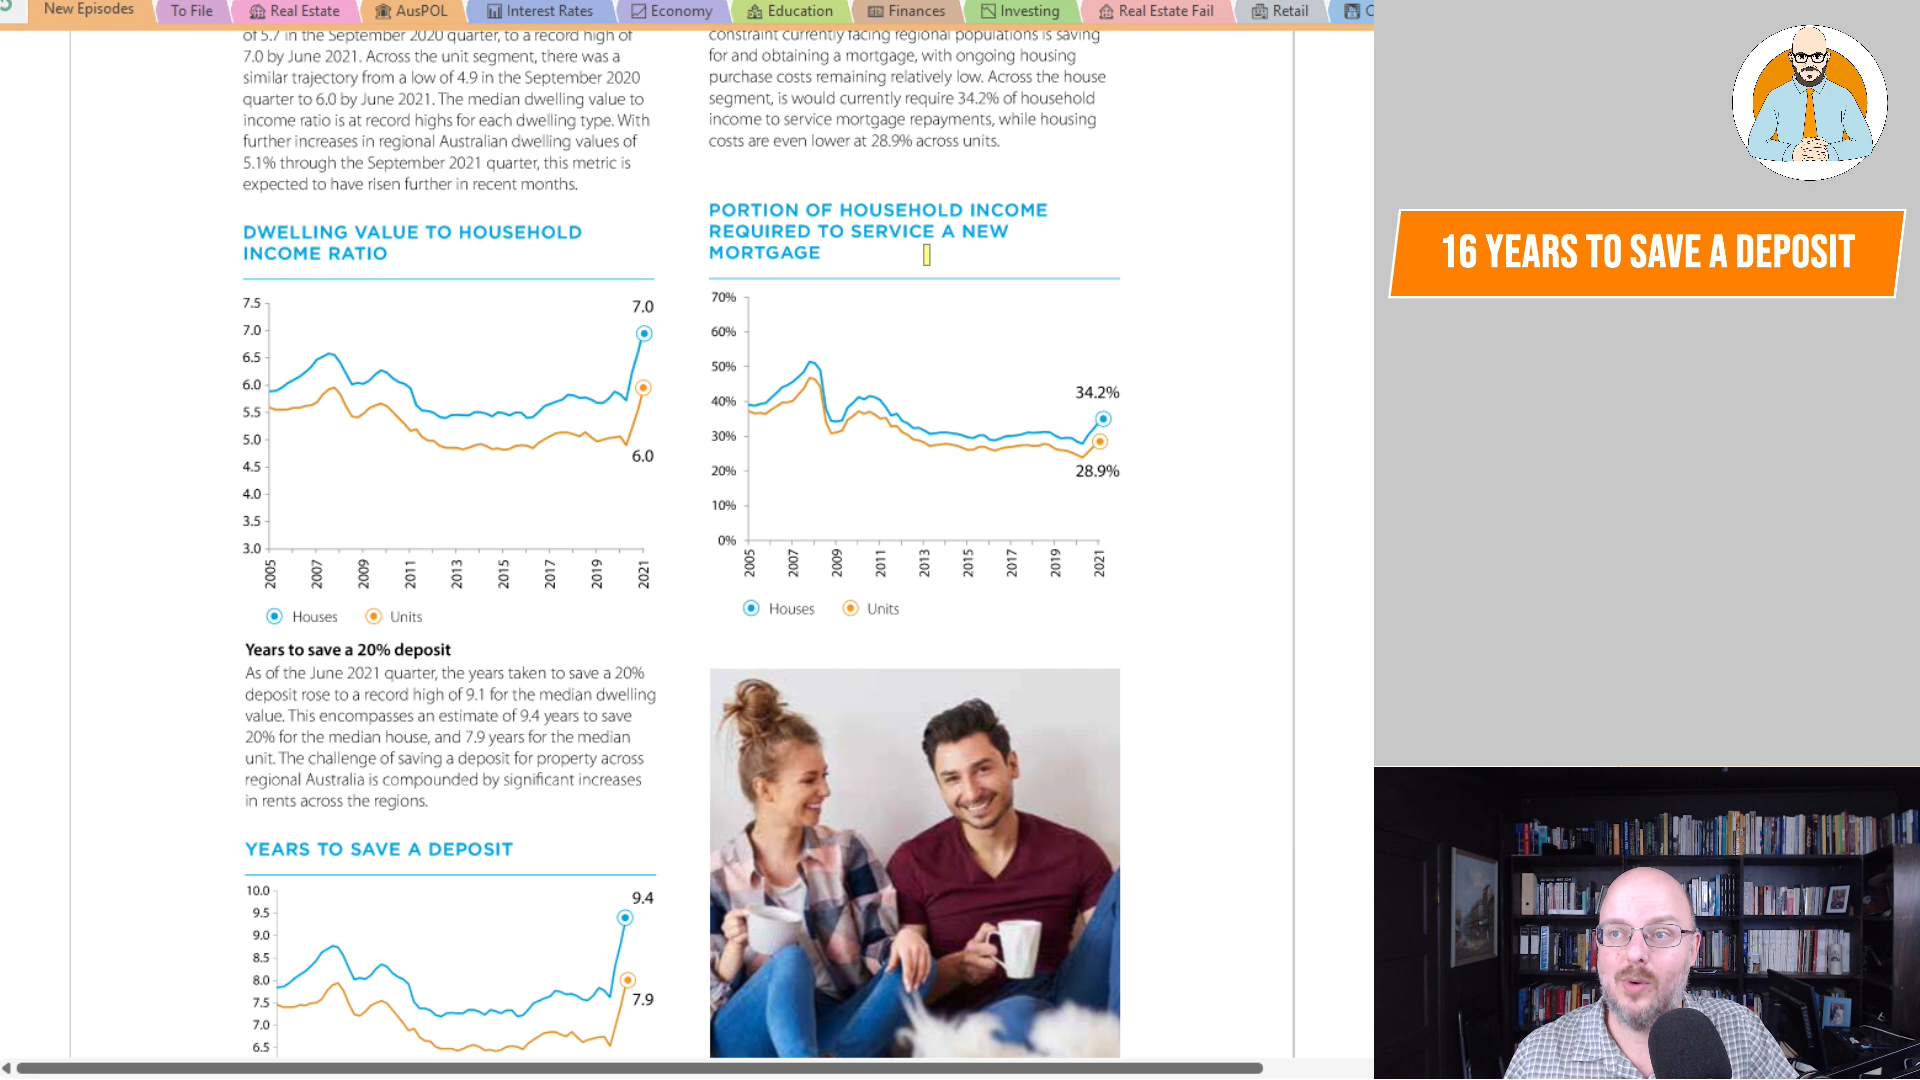 New Episodes
To File
Real Estate
AusPOL
Interest Rates
Economy
Education
Finances
Investing
Real Estate Fail
Retail
of 5.7 in the September 2020 quarter, to a record high of
7.0 by June 2021. Across the unit segment, there was a
similar trajectory from a low of 4.9 in the September 2020
quarter to 6.0 by June 2021. The median dwelling value to
income ratio is at record highs for each dwelling type. With
further increases in regional Australian dwelling values of
5.1% through the September 2021 quarter, this metric is
expected to have risen further in recent months.
DWELLING VALUE TO HOUSEHOLD
INCOME RATIO
7.5
7.0
6.5
6.0
5.5
5.0
4.5
4.0
3.5
3.0
7.0
6.0
2005
2007
2009
2011
2013
2015
2017
2019
2021
Houses
Units
Years to save a 20% deposit
As of the June 2021 quarter, the years taken to save a 20%
deposit rose to a record high of 9.1 for the median dwelling
value. This encompasses an estimate of 9.4 years to save
20% for the median house, and 7.9 years for the median
unit. The challenge of saving a deposit for property across
regional Australia is compounded by significant increases
in rents across the regions.
YEARS TO SAVE A DEPOSIT
10.0
9.5
9.0
8.5
8.0
7.5
7.0
6.5
9.4
7.9
constraint currently facing regional populations is saving
for and obtaining a mortgage, with ongoing housing
purchase costs remaining relatively low. Across the house
segment, is would currently require 34.2% of household
income to service mortgage repayments, while housing
costs are even lower at 28.9% across units.
PORTION OF HOUSEHOLD INCOME
REQUIRED TO SERVICE A NEW
MORTGAGE
70%
60%
50%
40%
30%
20%
10%
0%
34.2%
28.9%
2005
2007
2009
2011
2013
2015
2017
2019
2021
Houses
Units
16 YEARS TO SAVE A DEPOSIT